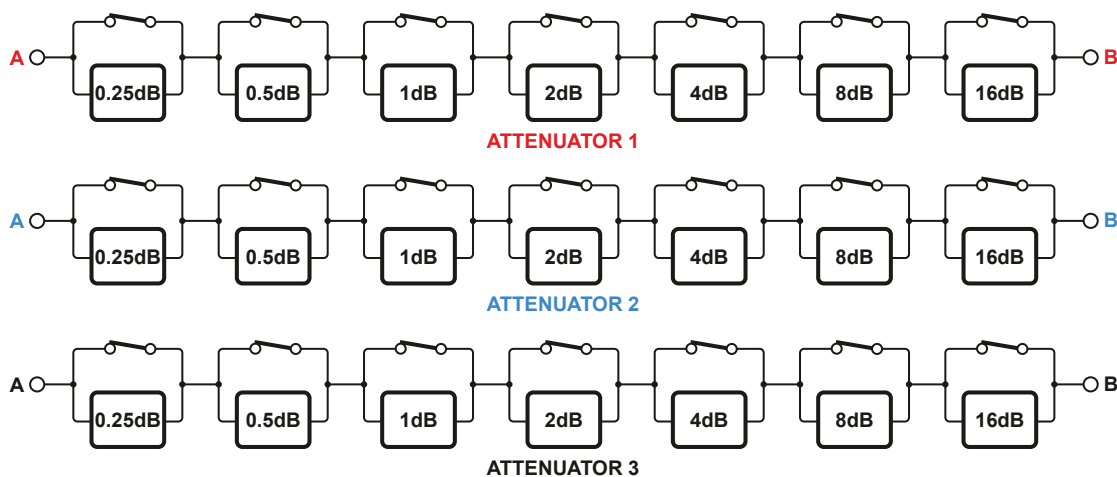 A B
0.25dB 0.5dB 1dB 2dB 4dB 8dB 16dB
ATTENUATOR 1
A B
0.25dB 0.5dB 1dB 2dB 4dB 8dB 16dB
ATTENUATOR 2
A B
0.25dB 0.5dB 1dB 2dB 4dB 8dB 16dB
ATTENUATOR 3